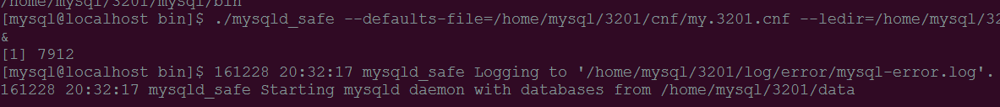 /home/mysql/3201/mysql/bin
[mysql@localhost bin]$ ./mysqld_safe --defaults-file=/home/mysql/3201/cnf/my.3201.cnf --ledir=/home/mysql/32
&
[1] 7912
[mysql@localhost bin]$ 161228 20:32:17 mysqld_safe Logging to '/home/mysql/3201/log/error/mysql-error.log'.
161228 20:32:17 mysqld_safe Starting mysqld daemon with databases from /home/mysql/3201/data